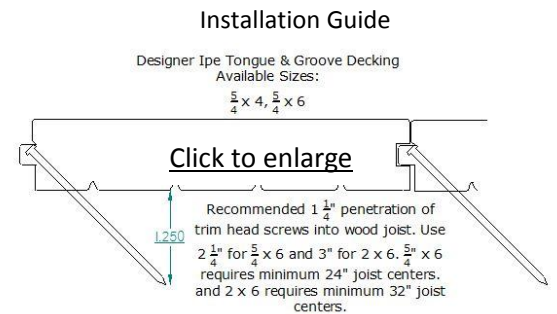 Installation Guide
Designer Ipe Tongue & Groove Decking
Available Sizes:
5/4 x 4, 5/4 x 6
Click to enlarge
1.250
Recommended 1 1/4" penetration of
trim head screws into wood joist. Use
2 1/4" for 5/4 x 6 and 3" for 2 x 6. 5/4" x 6
requires minimum 24" joist centers.
and 2 x 6 requires minimum 32" joist
centers.